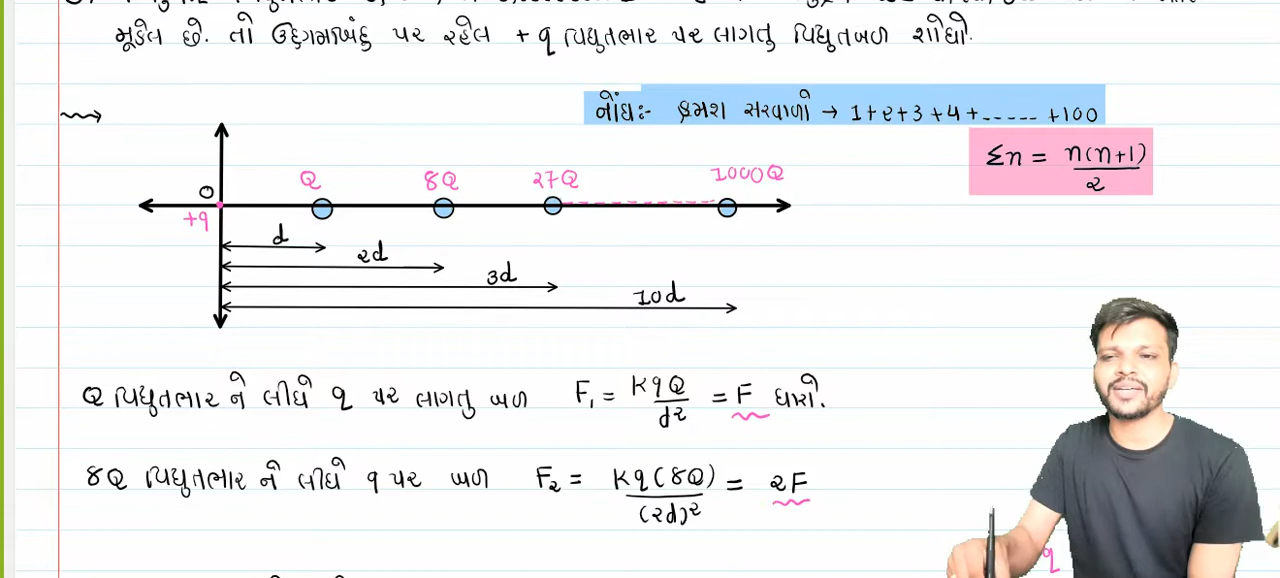 મૂકેલ છે. તો ઉદ્દગમબિંદુ પર રહેલ +q વિદ્યુતભાર પર લાગતુ વિદ્યુતબળ શોધો.
નોંધઃ- ક્રમશ સરવાળો → 1+2+3+4+.....+100
Σn = n(n+1)/2
O Q 8Q 27Q 1000Q
+q
d
2d
3d
10d
Q વિદ્યુતભાર ને લીધે q પર લાગતુ બળ F₁ = KqQ/d² = F ધારો.
8Q વિદ્યુતભાર ને લીધે q પર બળ F₂ = Kq(8Q)/(2d)² = 2F
q